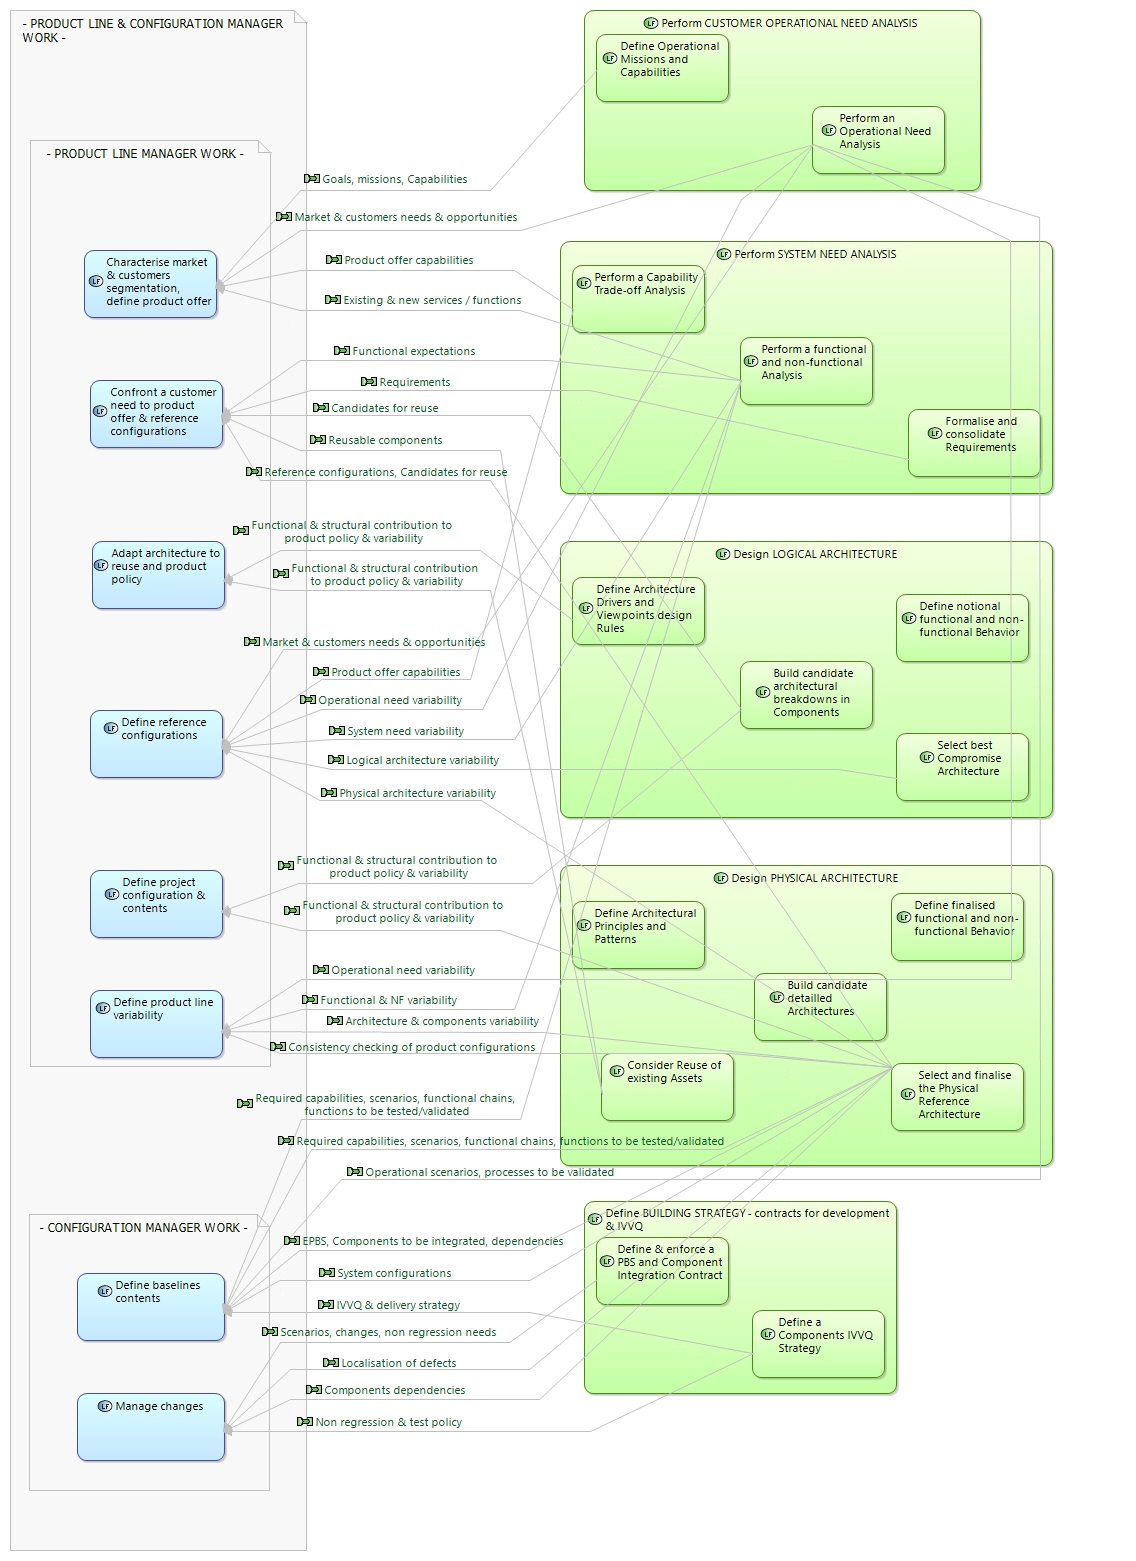 - PRODUCT LINE & CONFIGURATION MANAGER
WORK -
- PRODUCT LINE MANAGER WORK -
Characterise market
& customers
segmentation,
define product offer
Confront a customer
need to product
offer & reference
configurations
Adapt architecture to
reuse and product
policy
Define reference
configurations
Define project
configuration &
contents
Define product line
variability
- CONFIGURATION MANAGER WORK -
Define baselines
contents
Manage changes
Goals, missions, Capabilities
Market & customers needs & opportunities
Product offer capabilities
Existing & new services / functions
Functional expectations
Requirements
Candidates for reuse
Reusable components
Reference configurations, Candidates for reuse
Functional & structural contribution to
product policy & variability
Functional & structural contribution
to product policy & variability
Market & customers needs & opportunities
Product offer capabilities
Operational need variability
System need variability
Logical architecture variability
Physical architecture variability
Functional & structural contribution to
product policy & variability
Functional & structural contribution to
product policy & variability
Operational need variability
Functional & NF variability
Architecture & components variability
Consistency checking of product configurations
Required capabilities, scenarios, functional chains,
functions to be tested/validated
Required capabilities, scenarios, functional chains, functions to be tested/validated
Operational scenarios, processes to be validated
EPBS, Components to be integrated, dependencies
System configurations
IVVQ & delivery strategy
Scenarios, changes, non regression needs
Localisation of defects
Components dependencies
Non regression & test policy
LF Perform CUSTOMER OPERATIONAL NEED ANALYSIS
Define Operational
Missions and
Capabilities
Perform an
Operational Need
Analysis
LF Perform SYSTEM NEED ANALYSIS
Perform a Capability
Trade-off Analysis
Perform a functional
and non-functional
Analysis
Formalise and
consolidate
Requirements
LF Design LOGICAL ARCHITECTURE
Define Architecture
Drivers and
Viewpoints design
Rules
Define notional
functional and non-
functional Behavior
Build candidate
architectural
breakdowns in
Components
Select best
Compromise
Architecture
LF Design PHYSICAL ARCHITECTURE
Define Architectural
Principles and
Patterns
Define finalised
functional and non-
functional Behavior
Build candidate
detailled
Architectures
Consider Reuse of
existing Assets
Select and finalise
the Physical
Reference
Architecture
LF Define BUILDING STRATEGY - contracts for development
& IVVQ
Define & enforce a
PBS and Component
Integration Contract
Define a
Components IVVQ
Strategy